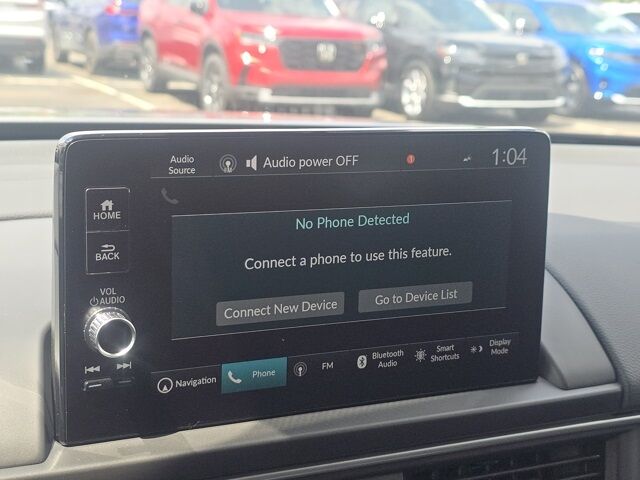 Audio
Source
Audio power OFF
1:04
HOME
BACK
VOL
AUDIO
No Phone Detected
Connect a phone to use this feature.
Connect New Device
Go to Device List
Navigation
Phone
FM
Bluetooth
Audio
Smart
Shortcuts
Display
Mode